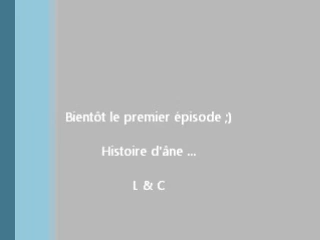 Bientôt le premier épisode ;)
Histoire d'âne ...
L & C